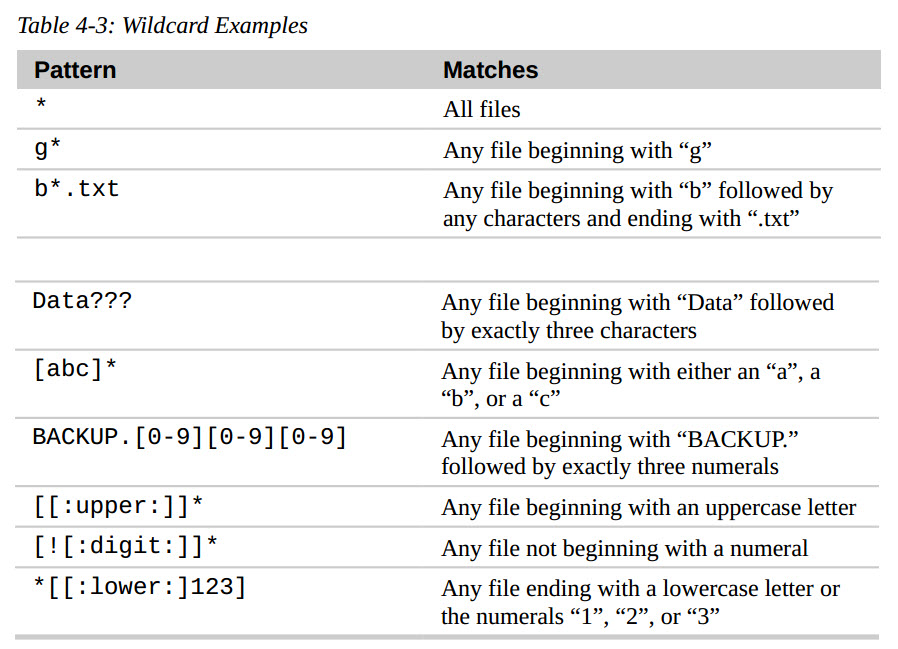 Table 4-3: Wildcard Examples
Pattern Matches
* All files
g* Any file beginning with “g”
b*.txt Any file beginning with “b” followed by
any characters and ending with “.txt”
Data??? Any file beginning with “Data” followed
by exactly three characters
[abc]* Any file beginning with either an “a”, a
“b”, or a “c”
BACKUP.[0-9][0-9][0-9] Any file beginning with “BACKUP.”
followed by exactly three numerals
[[:upper:]]* Any file beginning with an uppercase letter
[![:digit:]]* Any file not beginning with a numeral
*[[:lower:]123] Any file ending with a lowercase letter or
the numerals “1”, “2”, or “3”